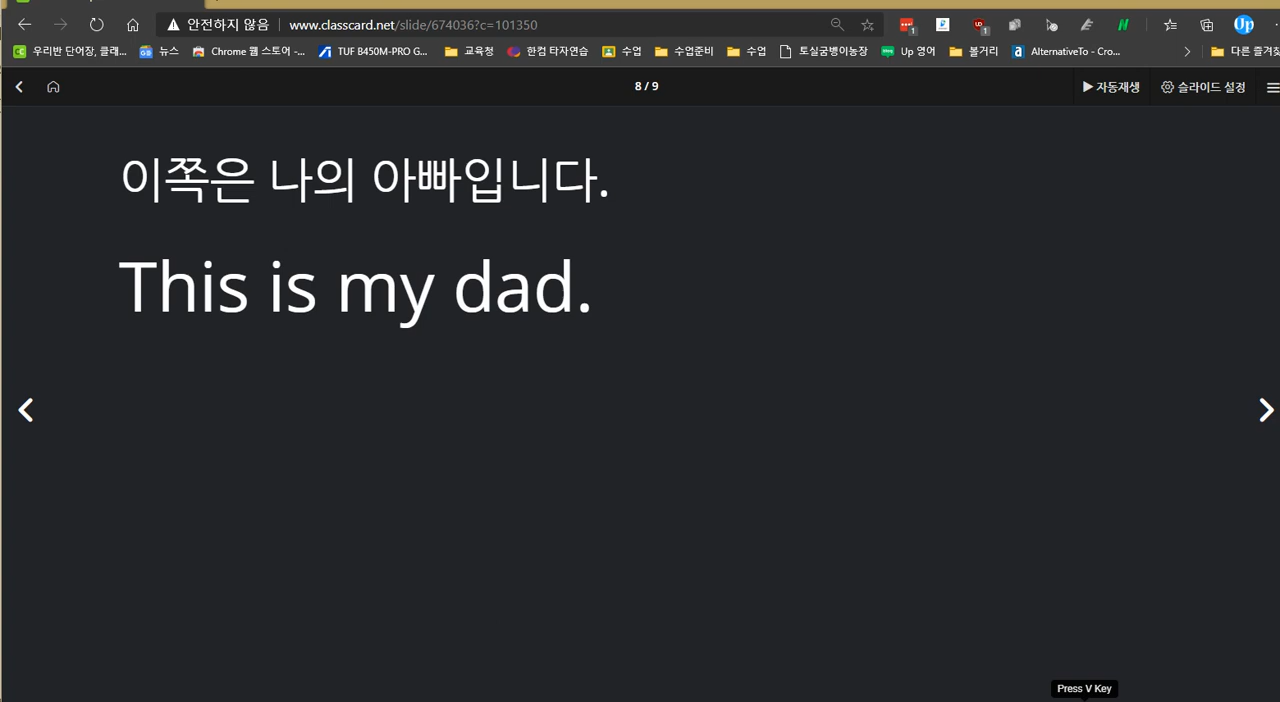 안전하지 않음 www.classcard.net/slide/674036?c=101350
우리반 단어장, 클래... 뉴스 Chrome 웹 스토어 -... TUF B450M-PRO G... 교육청 한컴 타자연습 수업 수업준비 수업 토실굼뱅이농장 Up 영어 볼거리 AlternativeTo - Cro... 다른 즐겨찾
8 / 9 자동재생 슬라이드 설정
이쪽은 나의 아빠입니다.
This is my dad.
Press V Key